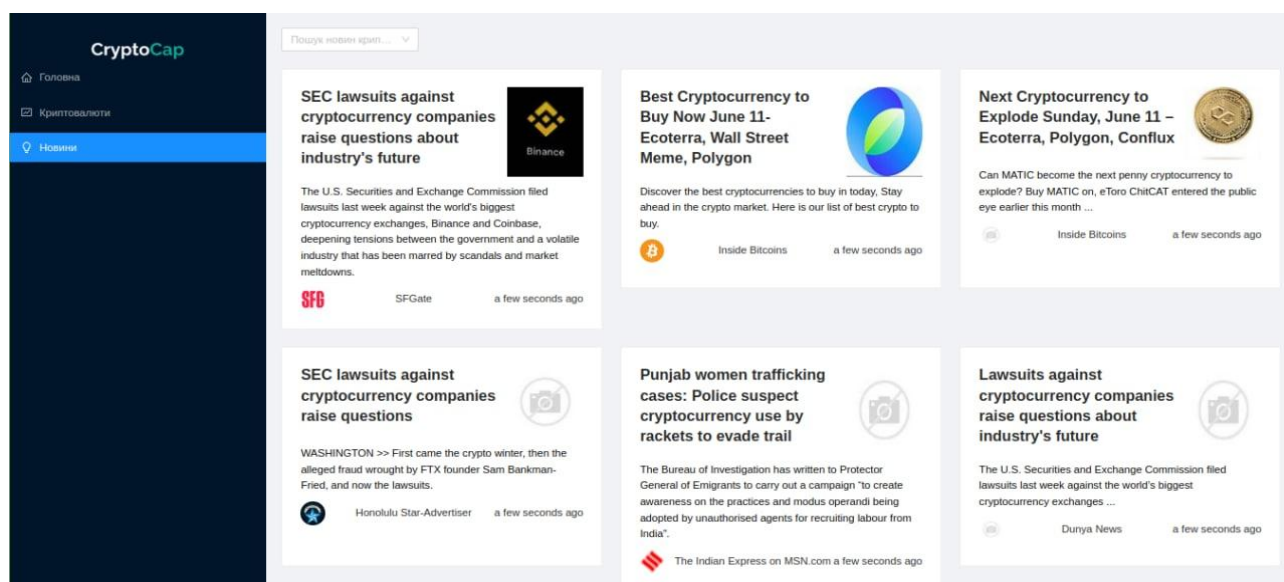 CryptoCap
Головна
Криптовалюти
Новини
Пошук новин крип...
SEC lawsuits against
cryptocurrency companies
raise questions about
industry's future
Binance
The U.S. Securities and Exchange Commission filed
lawsuits last week against the world's biggest
cryptocurrency exchanges, Binance and Coinbase,
deepening tensions between the government and a volatile
industry that has been marred by scandals and market
meltdowns.
SFG
SFGate
a few seconds ago
Best Cryptocurrency to
Buy Now June 11-
Ecoterra, Wall Street
Meme, Polygon
Discover the best cryptocurrencies to buy in today, Stay
ahead in the crypto market. Here is our list of best crypto to
buy.
Inside Bitcoins
a few seconds ago
Next Cryptocurrency to
Explode Sunday, June 11 –
Ecoterra, Polygon, Conflux
Can MATIC become the next penny cryptocurrency to
explode? Buy MATIC on, eToro ChitCAT entered the public
eye earlier this month ...
Inside Bitcoins
a few seconds ago
SEC lawsuits against
cryptocurrency companies
raise questions
WASHINGTON >> First came the crypto winter, then the
alleged fraud wrought by FTX founder Sam Bankman-
Fried, and now the lawsuits.
Honolulu Star-Advertiser
a few seconds ago
Punjab women trafficking
cases: Police suspect
cryptocurrency use by
rackets to evade trail
The Bureau of Investigation has written to Protector
General of Emigrants to carry out a campaign “to create
awareness on the practices and modus operandi being
adopted by unauthorised agents for recruiting labour from
India”.
The Indian Express on MSN.com
a few seconds ago
Lawsuits against
cryptocurrency companies
raise questions about
industry's future
The U.S. Securities and Exchange Commission filed
lawsuits last week against the world's biggest
cryptocurrency exchanges ...
Dunya News
a few seconds ago